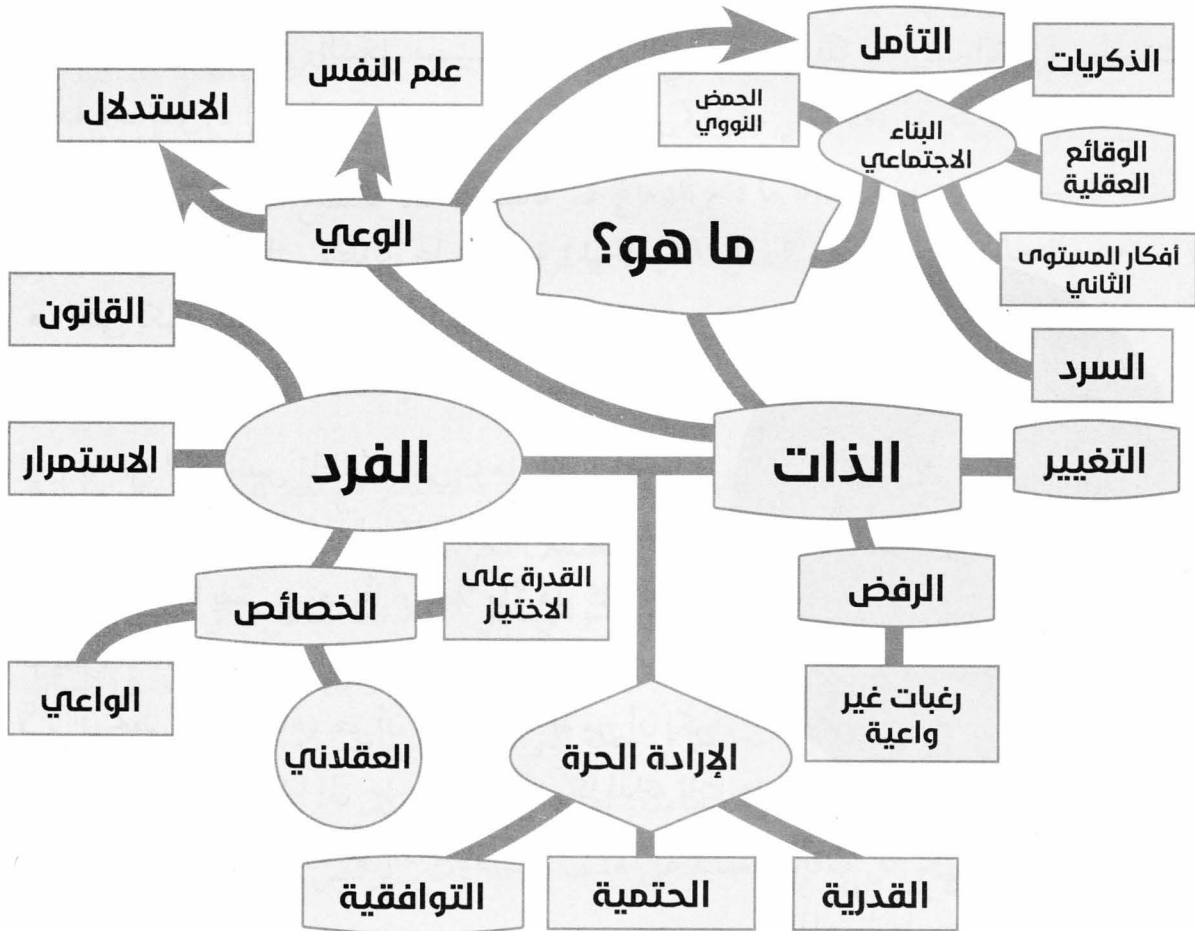 التأمل
الذكريات
علم النفس
الاستدلال
الحمض
النووي
البناء
الاجتماعي
الوقائع
العقلية
الوعي
ما هو؟
أفكار المستوى
الثاني
القانون
السرد
الفرد
الذات
التغيير
الاستمرار
الخصائص
القدرة على
الاختيار
الرفض
الواعي
العقلاني
رغبات غير
واعية
الإرادة الحرة
القدرية
الحتمية
التوافقية